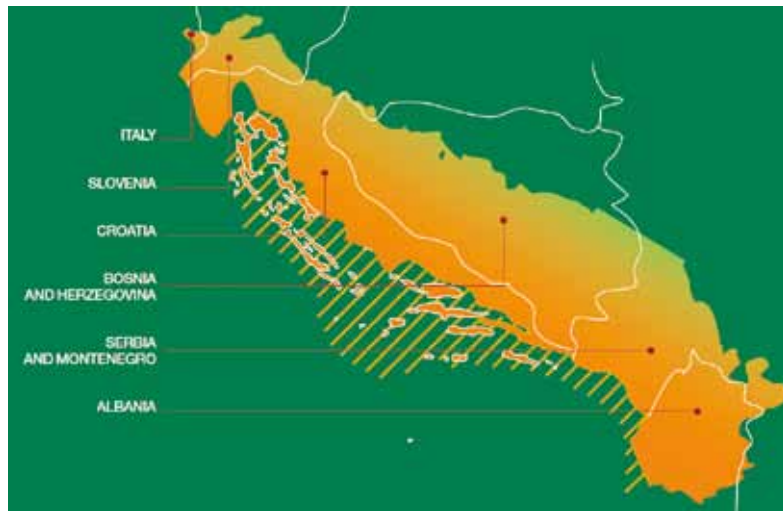 ITALY
SLOVENIA
CROATIA
BOSNIA
AND HERZEGOVINA
SERBIA
AND MONTENEGRO
ALBANIA